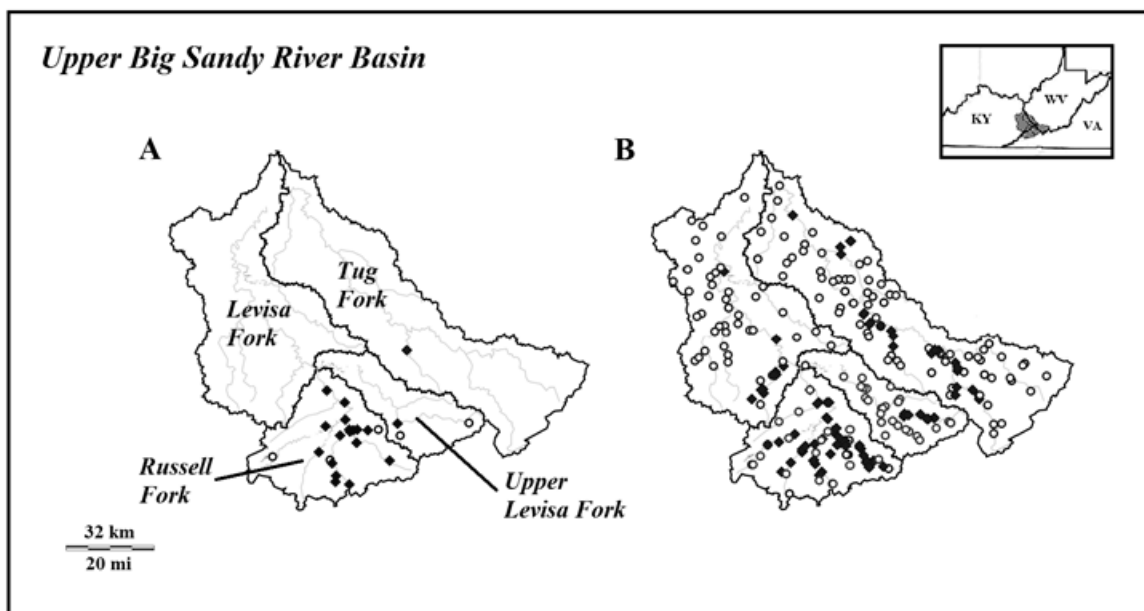 Upper Big Sandy River Basin
WV
KY
VA
A
B
Tug
Fork
Levisa
Fork
Russell
Fork
Upper
Levisa Fork
32 km
20 mi